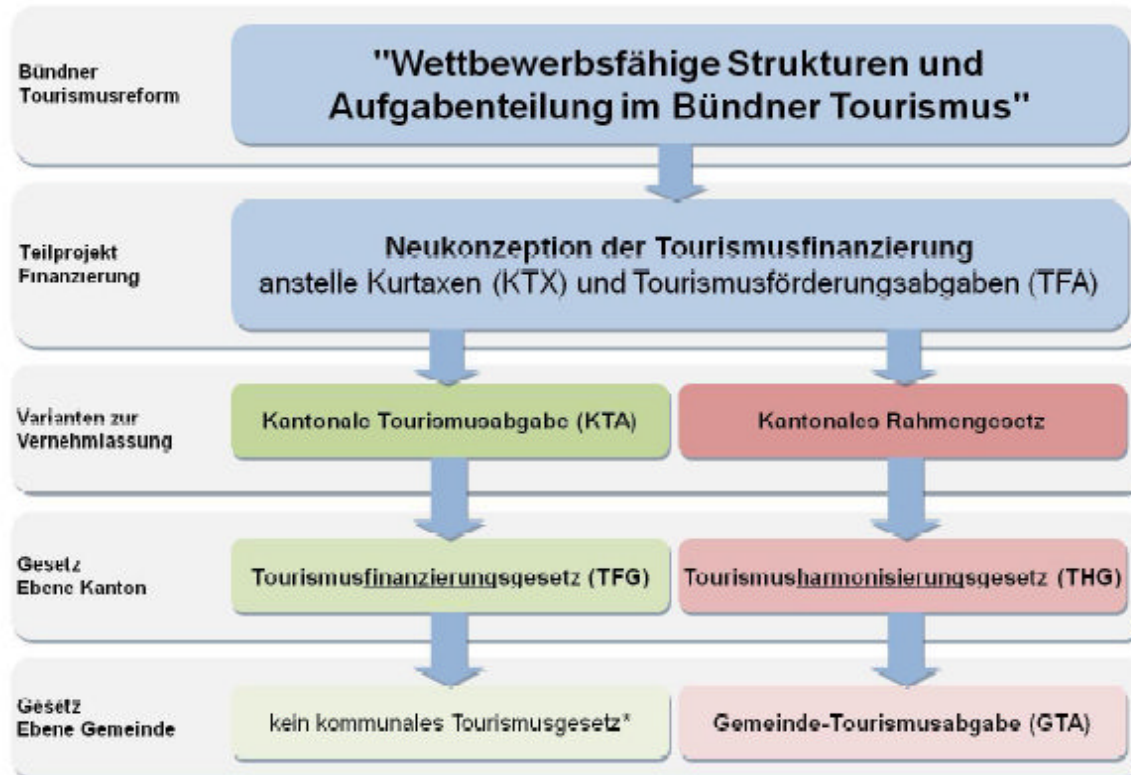 Bündner
Tourismusreform
"Wettbewerbsfähige Strukturen und
Aufgabenteilung im Bündner Tourismus"
Teilprojekt
Finanzierung
Neukonzeption der Tourismusfinanzierung
anstelle Kurtaxen (KTX) und Tourismusförderungsabgaben (TFA)
Varianten zur
Vernehmlassung
Kantonale Tourismusabgabe (KTA)
Kantonales Rahmengesetz
Gesetz
Ebene Kanton
Tourismusfinanzierungsgesetz (TFG)
Tourismusharmonisierungsgesetz (THG)
Gesetz
Ebene Gemeinde
kein kommunales Tourismusgesetz*
Gemeinde-Tourismusabgabe (GTA)